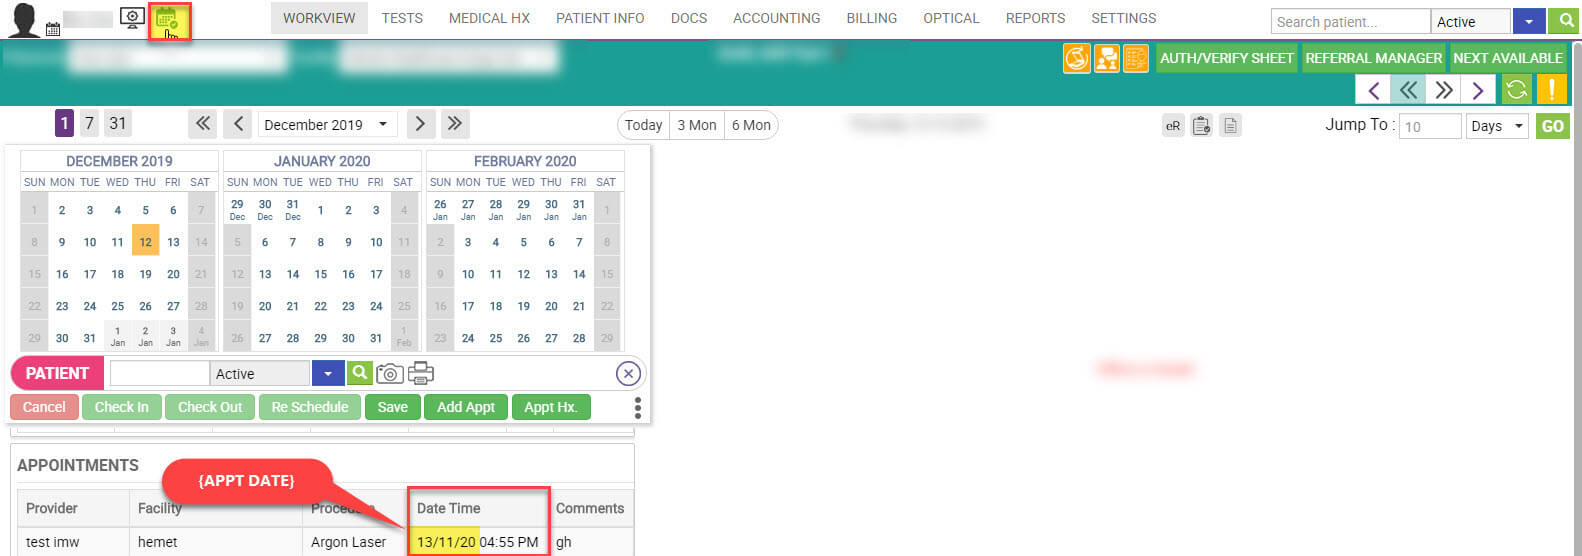 WORKVIEW TESTS MEDICAL HX PATIENT INFO DOCS ACCOUNTING BILLING OPTICAL REPORTS SETTINGS Search patient... Active
AUTH/VERIFY SHEET REFERRAL MANAGER NEXT AVAILABLE
1 7 31 December 2019 Today 3 Mon 6 Mon eR Jump To : 10 Days GO
DECEMBER 2019 JANUARY 2020 FEBRUARY 2020
SUN MON TUE WED THU FRI SAT SUN MON TUE WED THU FRI SAT SUN MON TUE WED THU FRI SAT
1 2 3 4 5 6 7 29 Dec 30 Dec 31 Dec 1 2 3 4 26 Jan 27 Jan 28 Jan 29 Jan 30 Jan 31 Jan 1
8 9 10 11 12 13 14 5 6 7 8 9 10 11 2 3 4 5 6 7 8
15 16 17 18 19 20 21 12 13 14 15 16 17 18 9 10 11 12 13 14 15
22 23 24 25 26 27 28 19 20 21 22 23 24 25 16 17 18 19 20 21 22
29 30 31 1 Jan 2 Jan 3 Jan 4 Jan 26 27 28 29 30 31 1 Feb 23 24 25 26 27 28 29
PATIENT Active
Cancel Check In Check Out Re Schedule Save Add Appt Appt Hx.
APPOINTMENTS
{APPT DATE}
Provider Facility Date Time Comments
test imw hemet Argon Laser 13/11/20 04:55 PM gh